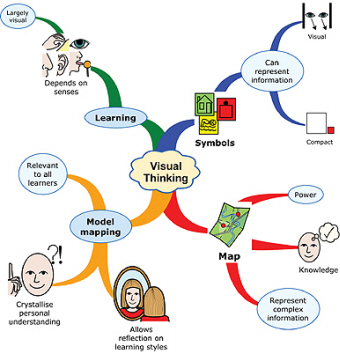 Largely
visual
Depends on
senses
Learning
Visual
Can
represent
information
Compact
Symbols
Visual
Thinking
Relevant
to all
learners
Model
mapping
Crystallise
personal
understanding
?!
Allows
reflection on
learning styles
Power
Map
Knowledge
Represent
complex
information